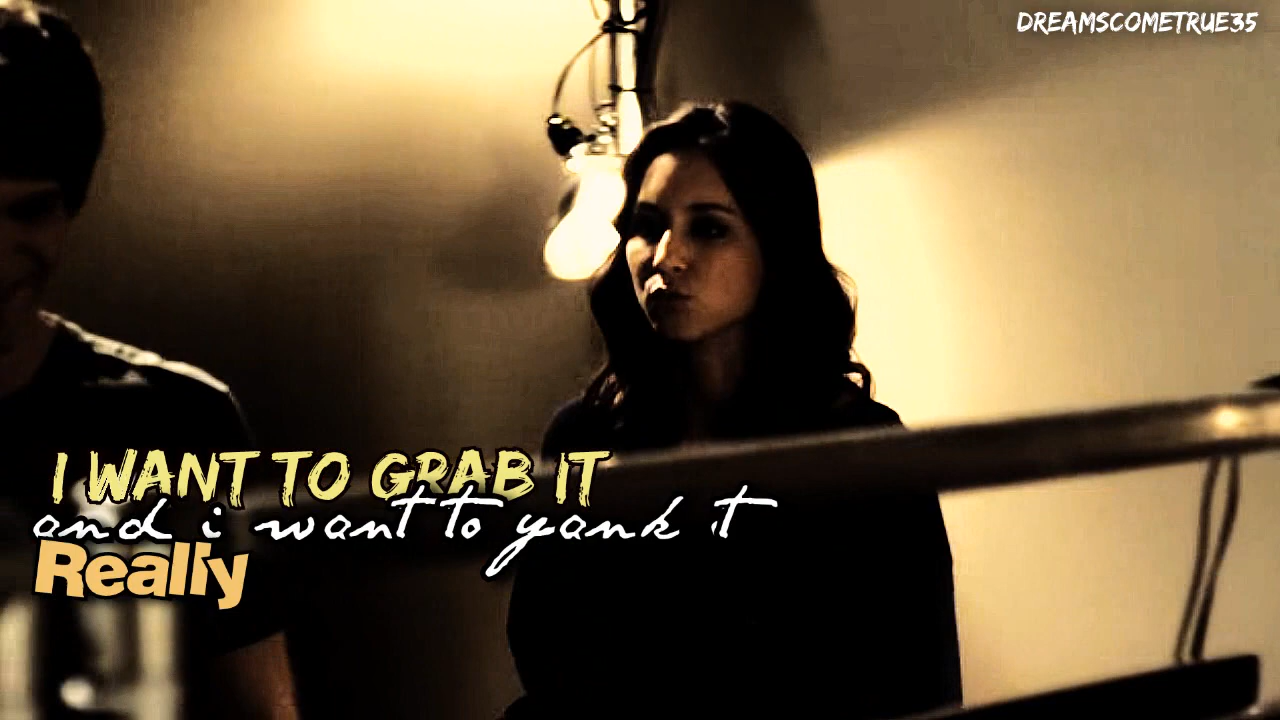 DREAMSCOMETRUE35
I WANT TO GRAB IT
and i want to yank it
Really